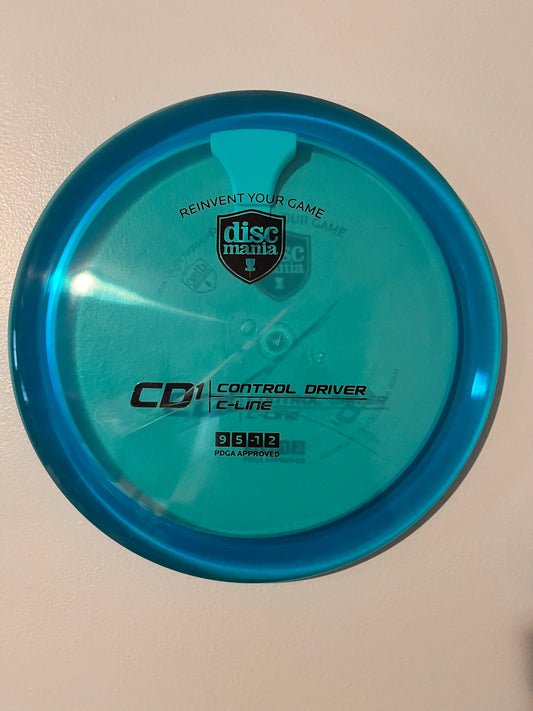 REINVENT YOUR GAME
disc
mania
CD1 CONTROL DRIVER
C-LINE
9 5 -1 2
PDGA APPROVED